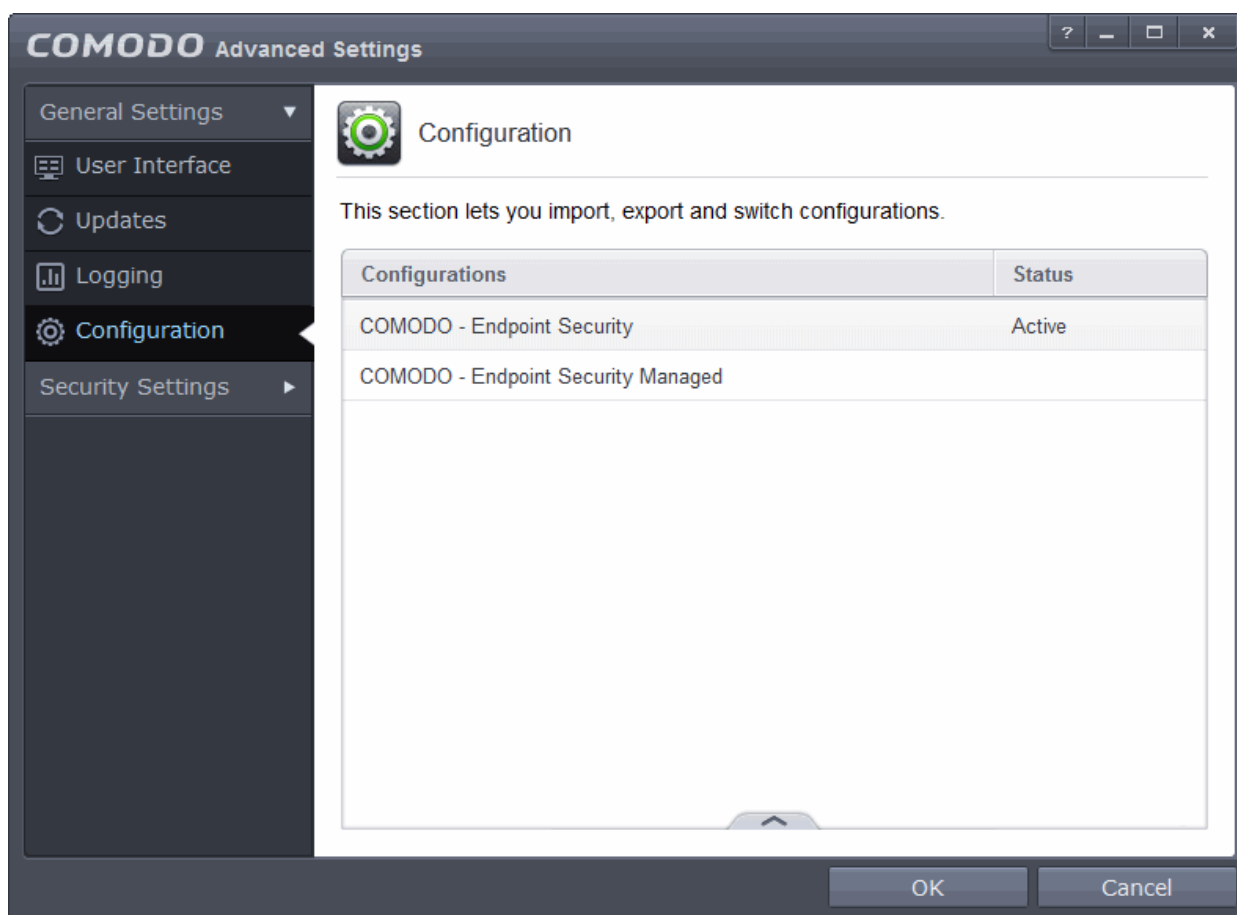 COMODO Advanced Settings
?
General Settings
User Interface
Updates
Logging
Configuration
Security Settings
Configuration
This section lets you import, export and switch configurations.
Configurations Status
COMODO - Endpoint Security Active
COMODO - Endpoint Security Managed
OK Cancel